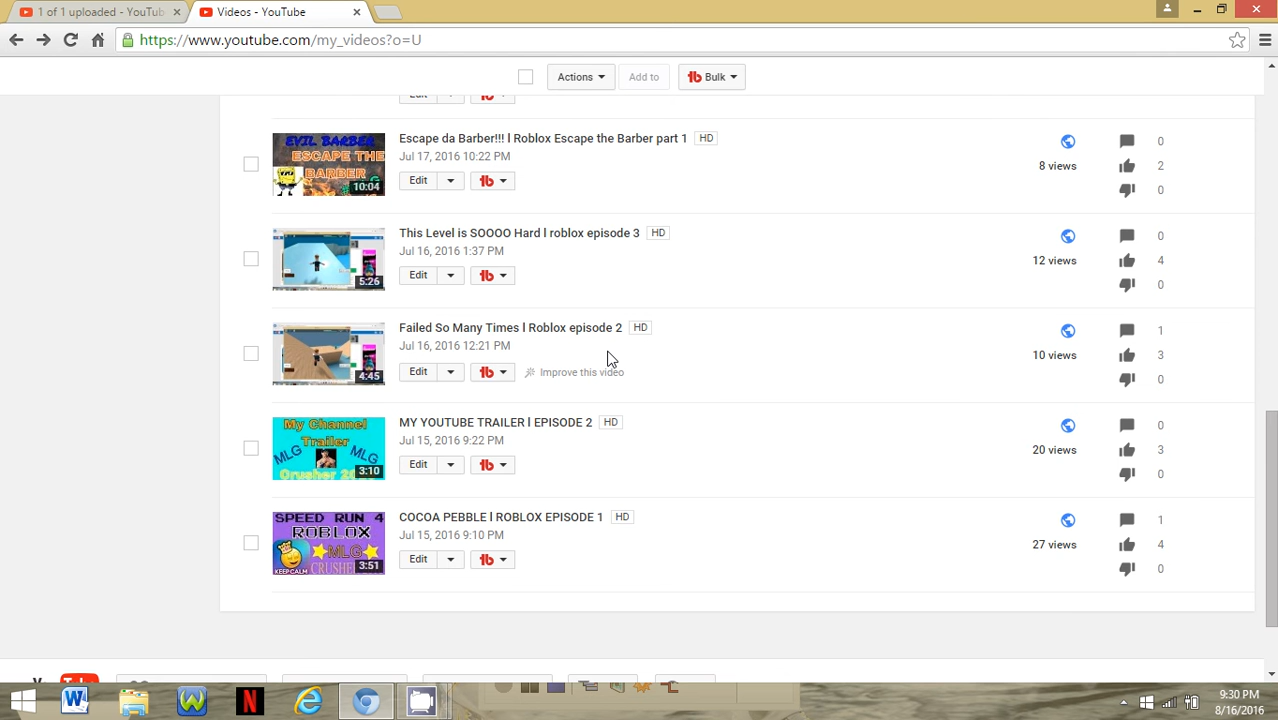 1 of 1 uploaded - YouTub
Videos - YouTube
https://www.youtube.com/my_videos?o=U
Actions
Add to
Bulk
Edit
EVIL BARBER
ESCAPE THE
BARBER
10:04
Escape da Barber!!! l Roblox Escape the Barber part 1 HD
Jul 17, 2016 10:22 PM
Edit
8 views
0
2
0
5:26
This Level is SOOOO Hard l roblox episode 3 HD
Jul 16, 2016 1:37 PM
Edit
12 views
0
4
0
4:45
Failed So Many Times l Roblox episode 2 HD
Jul 16, 2016 12:21 PM
Edit
Improve this video
10 views
1
3
0
My Channel
Trailer
MLG MLG
Crusher
3:10
MY YOUTUBE TRAILER l EPISODE 2 HD
Jul 15, 2016 9:22 PM
Edit
20 views
0
3
0
SPEED RUN 4
ROBLOX
MLG
KEEP CALM
3:51
COCOA PEBBLE l ROBLOX EPISODE 1 HD
Jul 15, 2016 9:10 PM
Edit
27 views
1
4
0
9:30 PM
8/16/2016